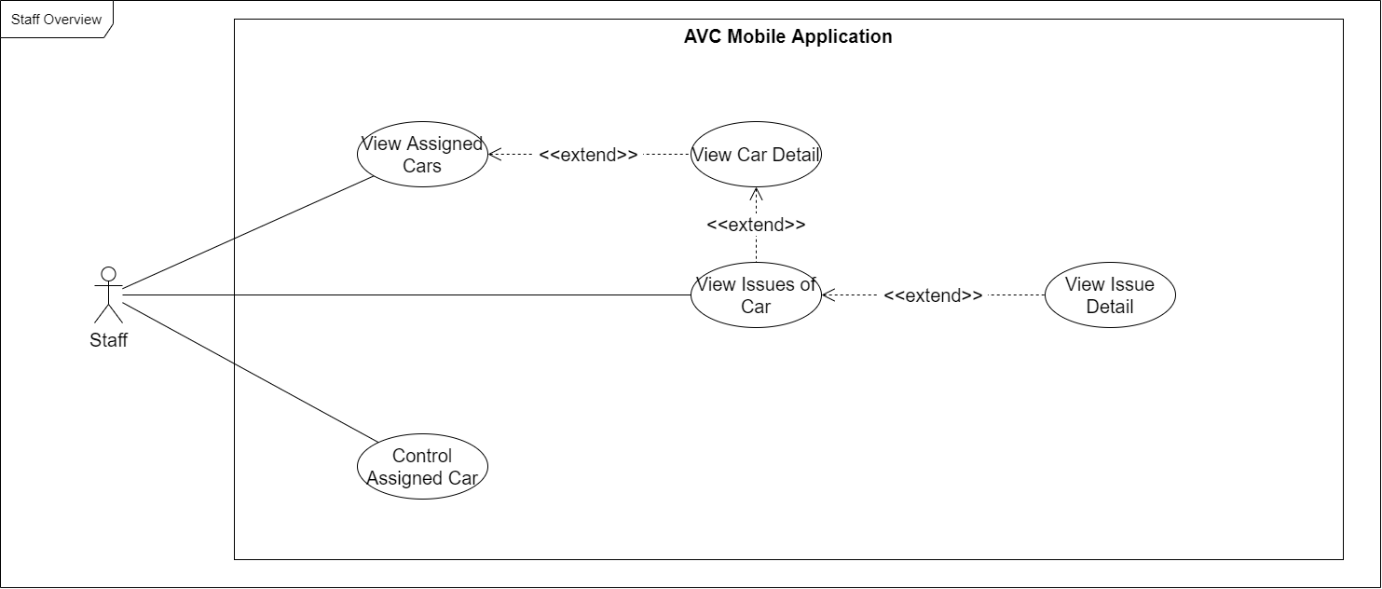 Staff Overview
AVC Mobile Application
View Assigned
Cars
<<extend>>
View Car Detail
<<extend>>
View Issues of
Car
<<extend>>
View Issue
Detail
Staff
Control
Assigned Car